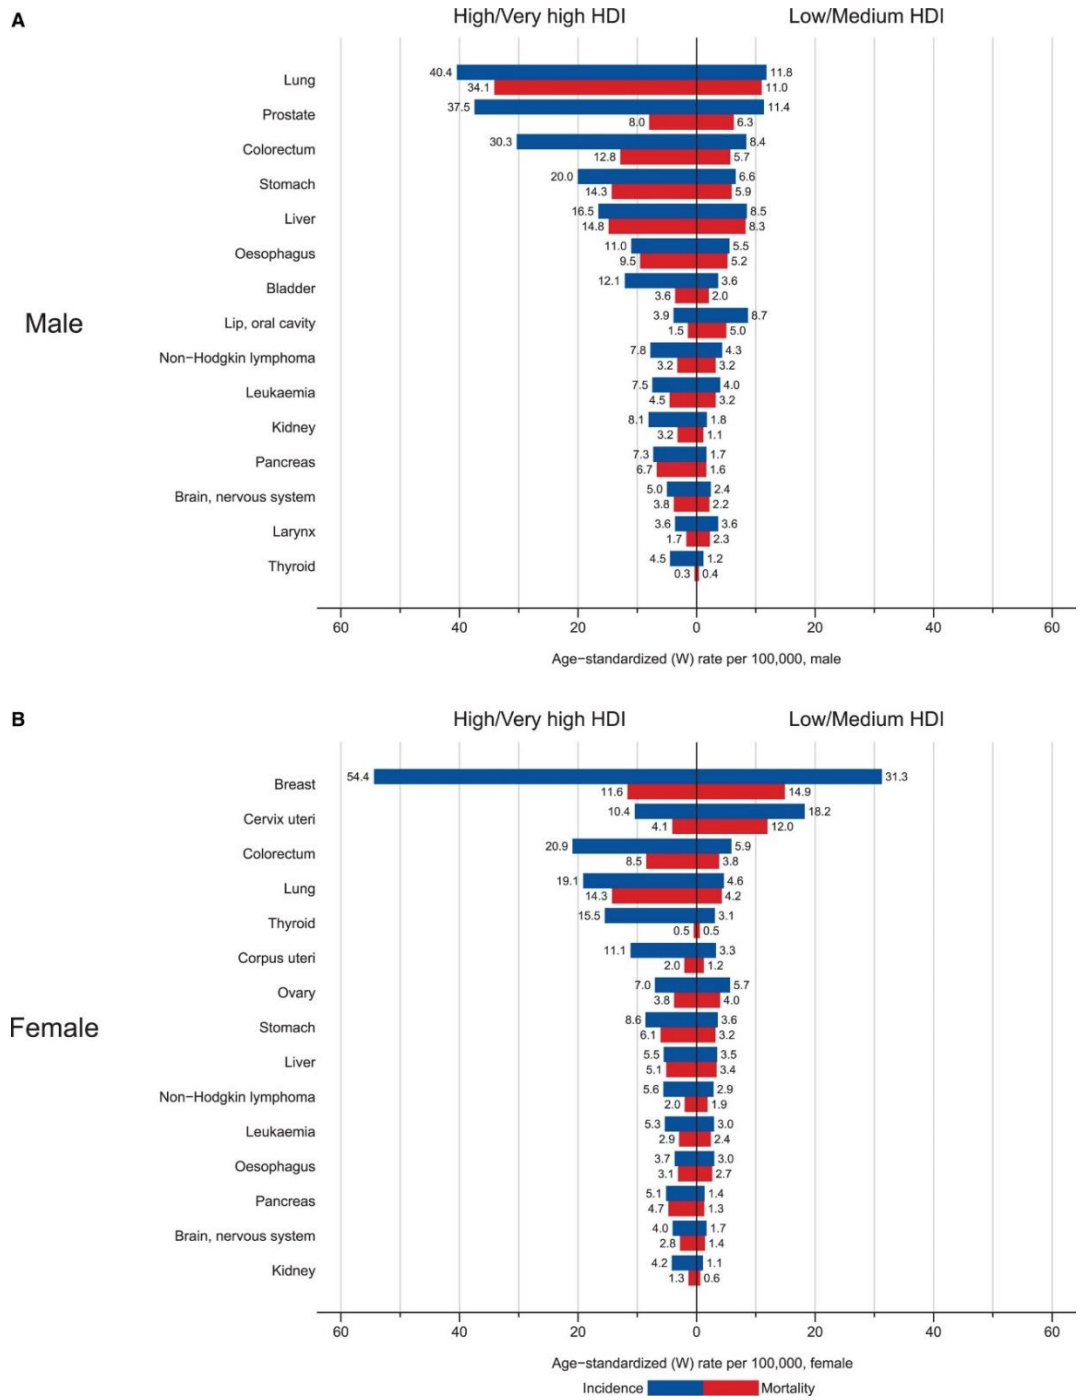 A
High/Very high HDI Low/Medium HDI
Male
Lung 40.4 11.8
34.1 11.0
Prostate 37.5 11.4
8.0 6.3
Colorectum 30.3 8.4
12.8 5.7
Stomach 20.0 6.6
14.3 5.9
Liver 16.5 8.5
14.8 8.3
Oesophagus 11.0 5.5
9.5 5.2
Bladder 12.1 3.6
3.6 2.0
Lip, oral cavity 3.9 8.7
1.5 5.0
Non-Hodgkin lymphoma 7.8 4.3
3.2 3.2
Leukaemia 7.5 4.0
4.5 3.2
Kidney 8.1 1.8
3.2 1.1
Pancreas 7.3 1.7
6.7 1.6
Brain, nervous system 5.0 2.4
3.8 2.2
Larynx 3.6 3.6
1.7 2.3
Thyroid 4.5 1.2
0.3 0.4
60 40 20 0 20 40 60
Age−standardized (W) rate per 100,000, male
B
High/Very high HDI Low/Medium HDI
Female
Breast 54.4 31.3
11.6 14.9
Cervix uteri 10.4 18.2
4.1 12.0
Colorectum 20.9 5.9
8.5 3.8
Lung 19.1 4.6
14.3 4.2
Thyroid 15.5 3.1
0.5 0.5
Corpus uteri 11.1 3.3
2.0 1.2
Ovary 7.0 5.7
3.8 4.0
Stomach 8.6 3.6
6.1 3.2
Liver 5.5 3.5
5.1 3.4
Non-Hodgkin lymphoma 5.6 2.9
2.0 1.9
Leukaemia 5.3 3.0
2.9 2.4
Oesophagus 3.7 3.0
3.1 2.7
Pancreas 5.1 1.4
4.7 1.3
Brain, nervous system 4.0 1.7
2.8 1.4
Kidney 4.2 1.1
1.3 0.6
60 40 20 0 20 40 60
Age−standardized (W) rate per 100,000, female
Incidence Mortality